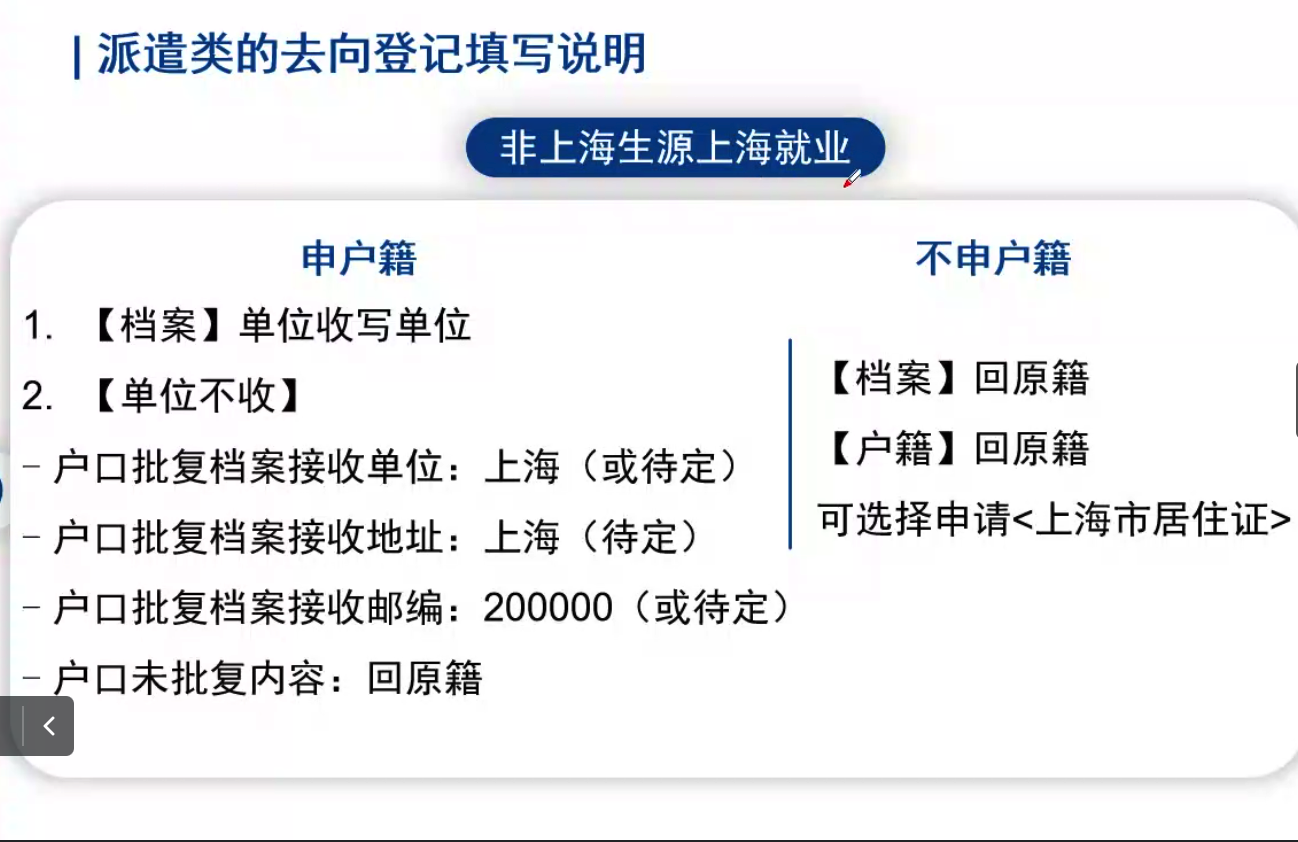 派遣类的去向登记填写说明
非上海生源上海就业
申户籍
1. 【档案】单位收写单位
2. 【单位不收】
– 户口批复档案接收单位：上海（或待定）
– 户口批复档案接收地址：上海（待定）
– 户口批复档案接收邮编：200000（或待定）
– 户口未批复内容：回原籍
不申户籍
【档案】回原籍
【户籍】回原籍
可选择申请<上海市居住证>